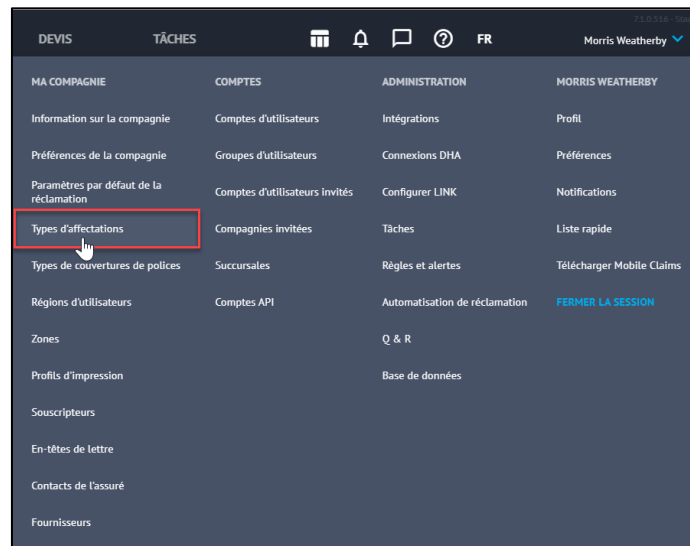 73.0.516 - Sta
DEVIS
TÂCHES
FR
Morris Weatherby
MA COMPAGNIE
Information sur la compagnie
Préférences de la compagnie
Paramètres par défaut de la
réclamation
Types d'affectations
Types de couvertures de polices
Régions d'utilisateurs
Zones
Profils d'impression
Souscripteurs
En-têtes de lettre
Contacts de l'assuré
Fournisseurs
COMPTES
Comptes d'utilisateurs
Groupes d'utilisateurs
Comptes d'utilisateurs invités
Compagnies invitées
Succursales
Comptes API
ADMINISTRATION
Intégrations
Connexions DHA
Configurer LINK
Tâches
Règles et alertes
Automatisation de réclamation
Q & R
Base de données
MORRIS WEATHERBY
Profil
Préférences
Notifications
Liste rapide
Télécharger Mobile Claims
FERMER LA SESSION